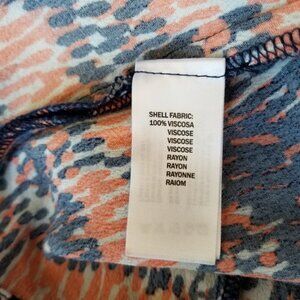 SHELL FABRIC:
100% VISCOSA
VISCOSE
VISCOSE
VISCOSE
RAYON
RAYON
RAYONNE
RAIOM